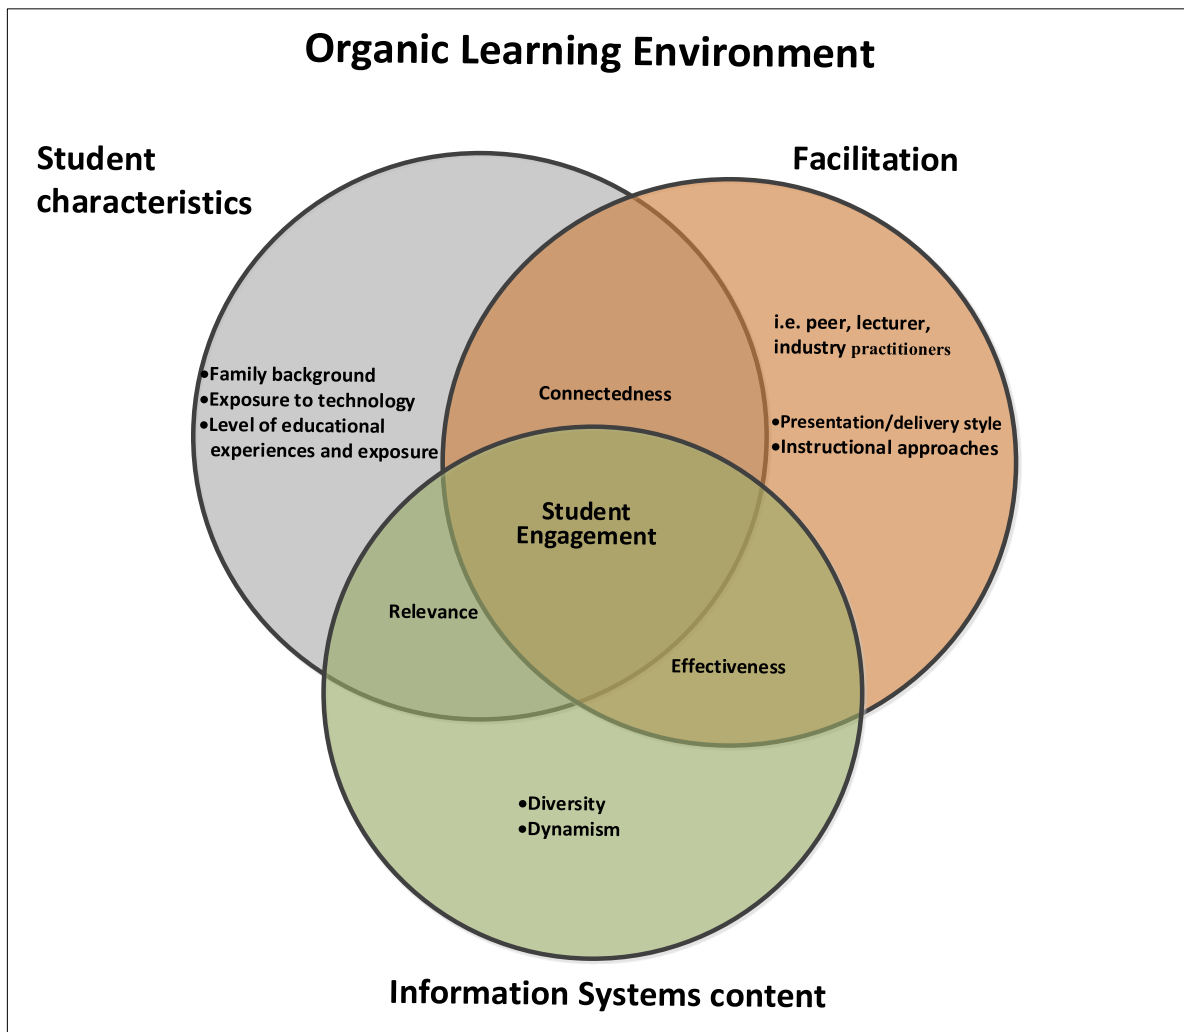 Organic Learning Environment
Student
characteristics
Facilitation
i.e. peer, lecturer,
industry practitioners
•Family background
•Exposure to technology
•Level of educational
experiences and exposure
Connectedness
•Presentation/delivery style
•Instructional approaches
Student
Engagement
Relevance
Effectiveness
•Diversity
•Dynamism
Information Systems content